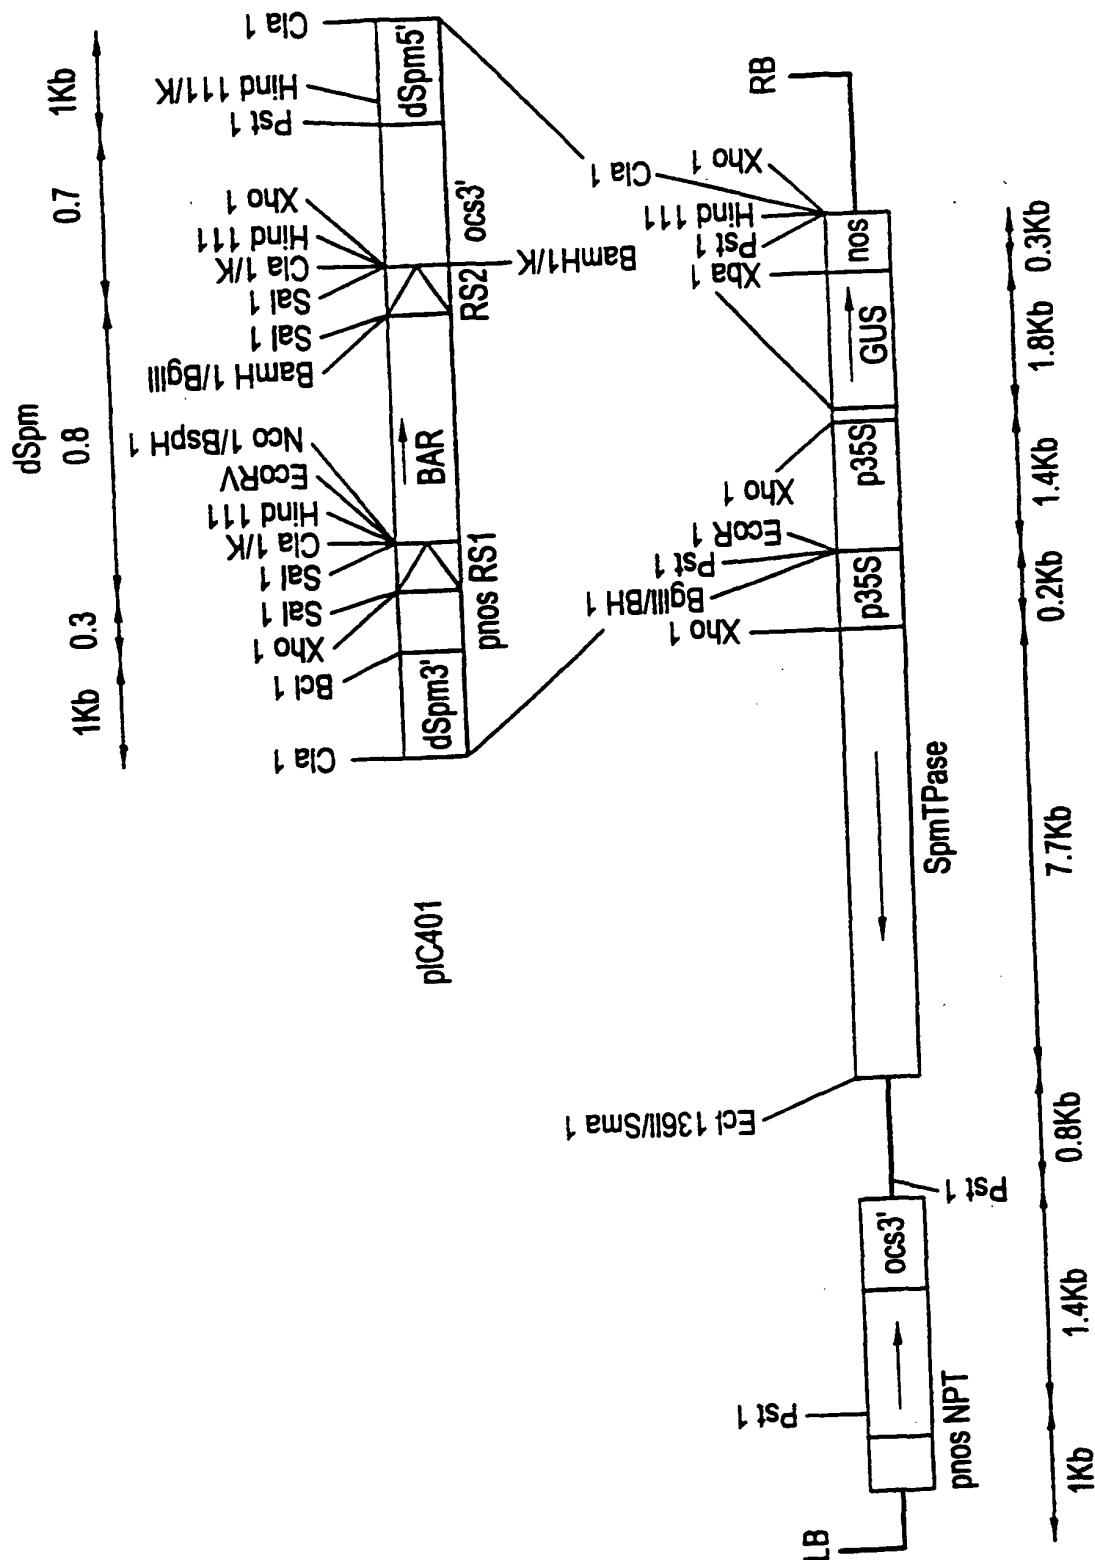 dSpm
1Kb
0.3
0.8
0.7
1Kb
Cla 1
Bcl 1
Xho 1
Sal 1
Sal 1
Cla 1/K
Hind 111
EcoRV
Nco 1/BspH 1
BamH 1/BglII
Sal 1
Sal 1
Cla 1/K
Hind 111
Xho 1
Pst 1
Hind 111/K
Cla 1
dSpm3'
BAR
dSpm5'
pnos RS1
RS2
ocs3'
BamH1/K
pIC401
LB
Pst 1
Pst 1
Ecl 136II/Sma 1
Xho 1
BglII/BH 1
Pst 1
EcoR 1
Xho 1
Xba 1
Pst 1
Hind 111
Cla 1
Xho 1
RB
ocs3'
p35S
p35S
GUS
nos
pnos NPT
SpmTPase
1Kb
1.4Kb
0.8Kb
7.7Kb
0.2Kb
1.4Kb
1.8Kb
0.3Kb